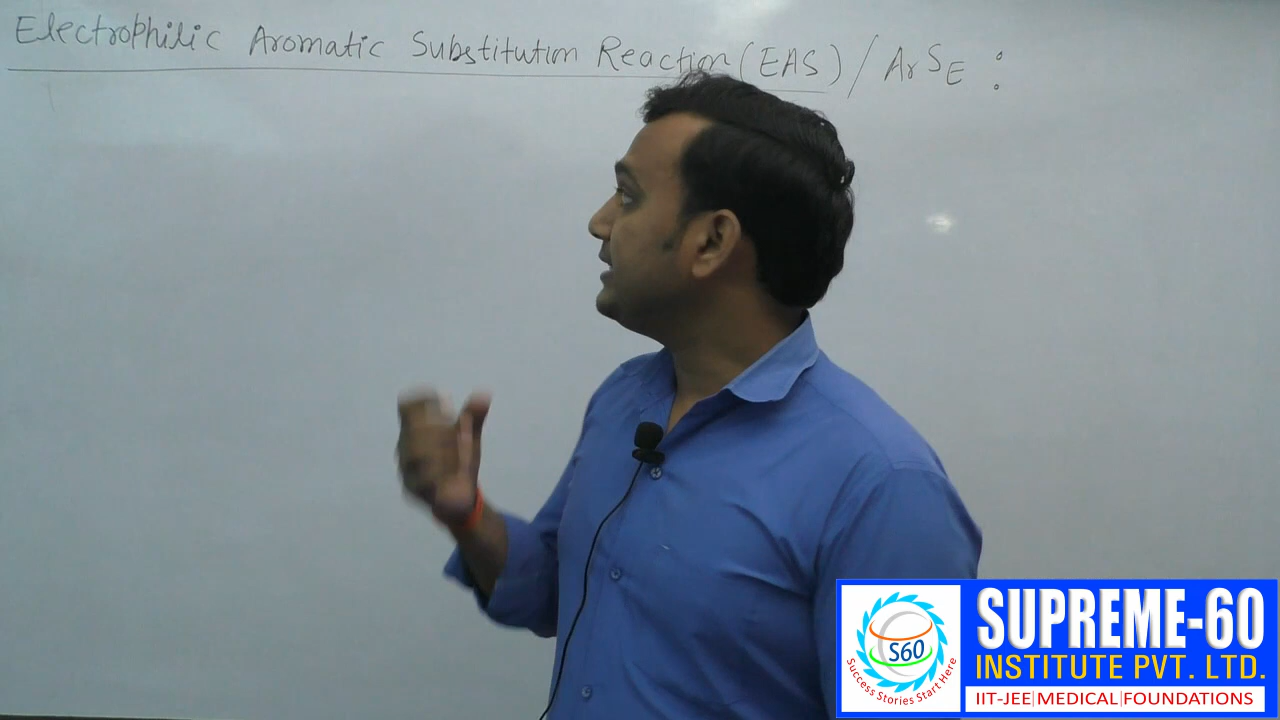 Electrophilic Aromatic Substitution Reaction (EAS) / ArSE :
S60
Success Stories Start Here
SUPREME-60
INSTITUTE PVT. LTD.
IIT-JEE|MEDICAL|FOUNDATIONS